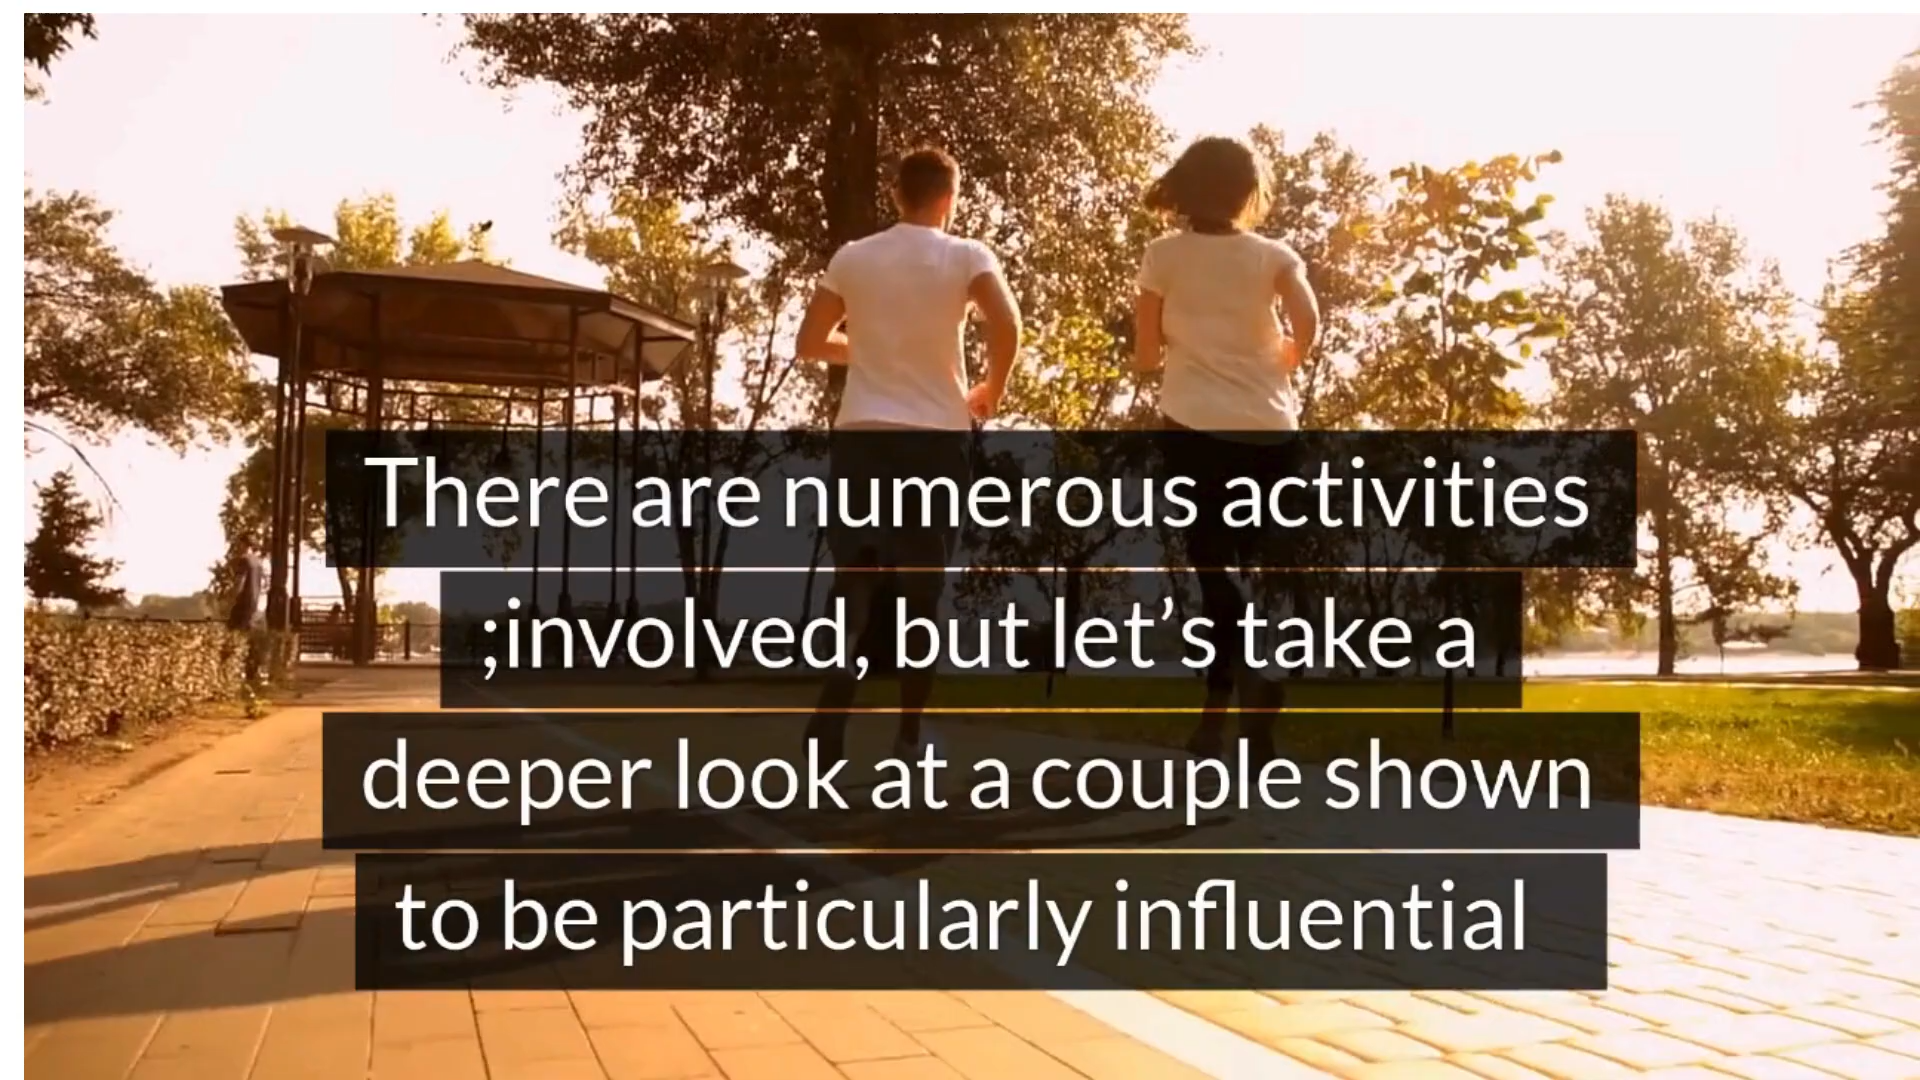 There are numerous activities
;involved, but let’s take a
deeper look at a couple shown
to be particularly influential